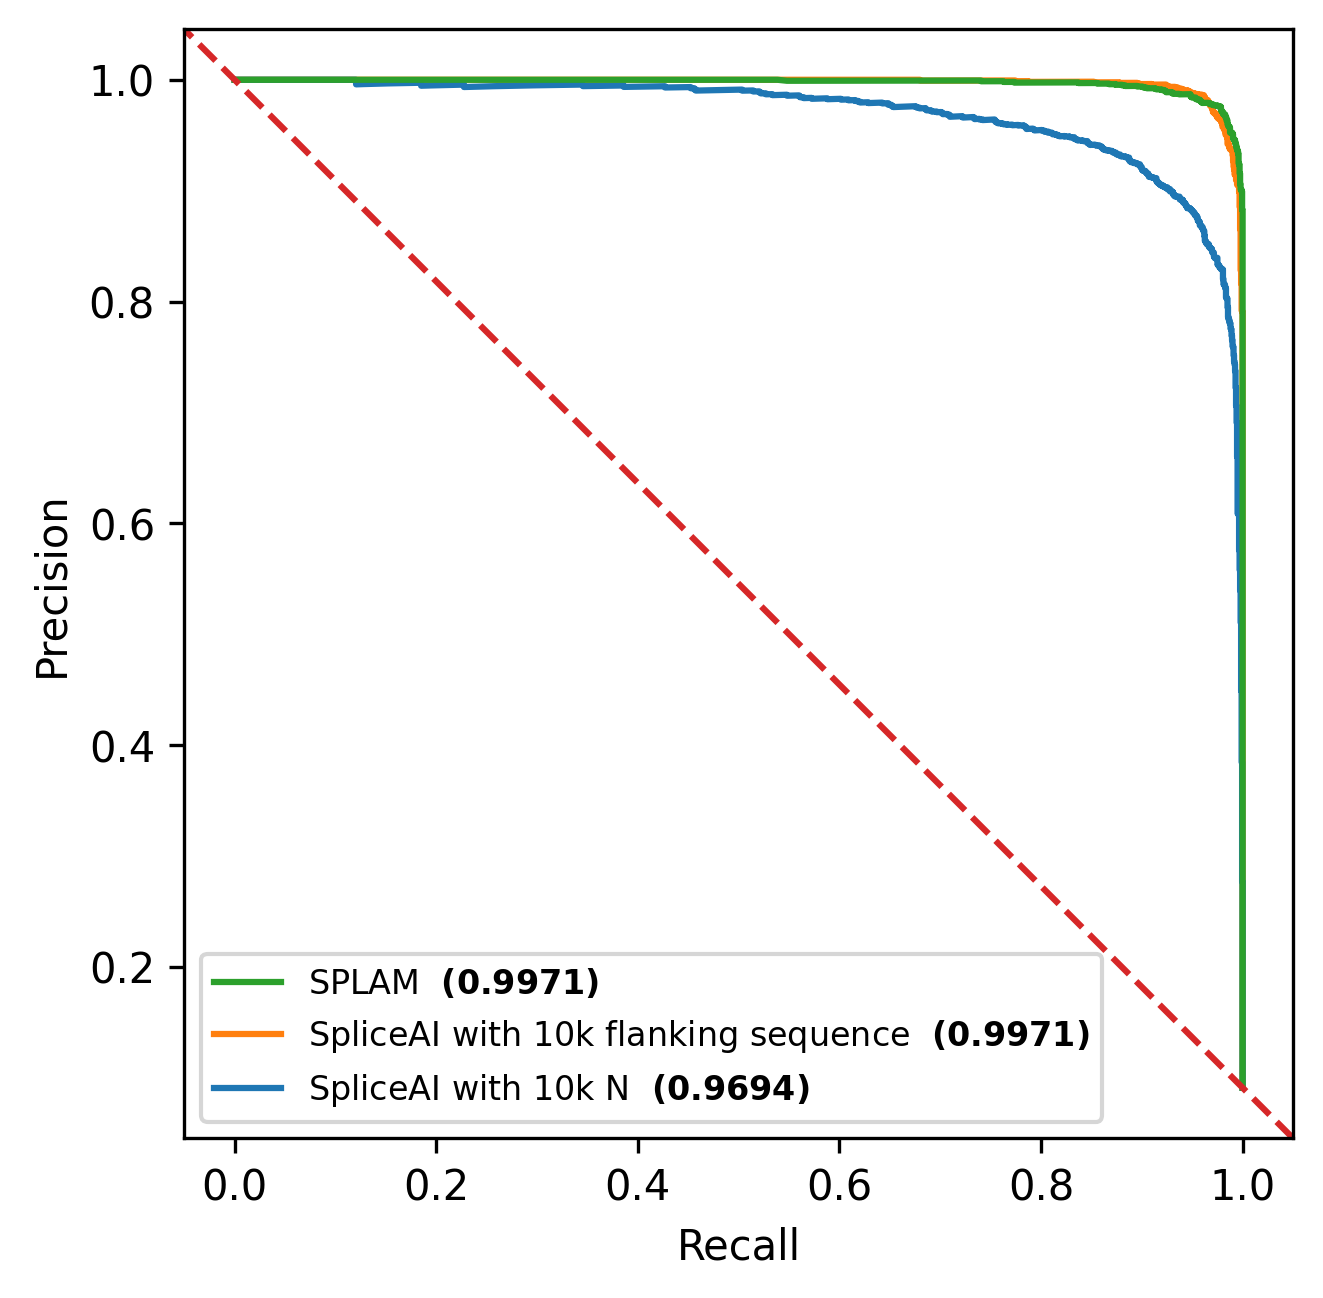 1.0
0.8
0.6
0.4
0.2
Precision
SPLAM (0.9971)
SpliceAI with 10k flanking sequence (0.9971)
SpliceAI with 10k N (0.9694)
0.0 0.2 0.4 0.6 0.8 1.0
Recall